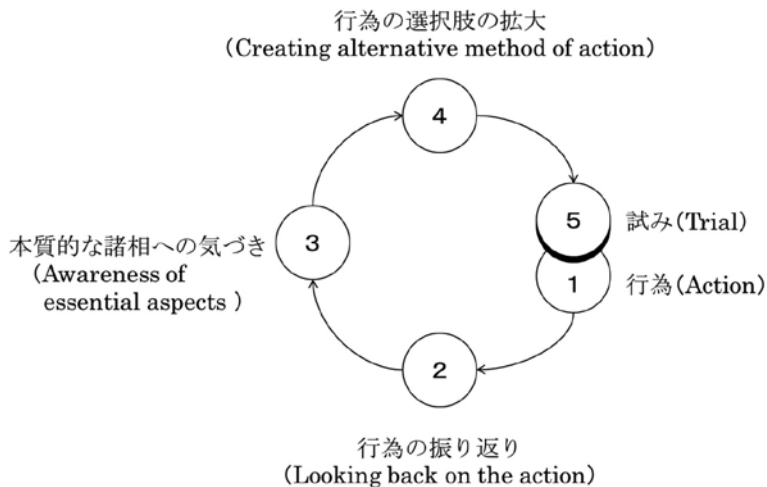 行為の選択肢の拡大
(Creating alternative method of action)
4
5
試み(Trial)
本質的な諸相への気づき
(Awareness of
essential aspects )
3
1
行為(Action)
2
行為の振り返り
(Looking back on the action)